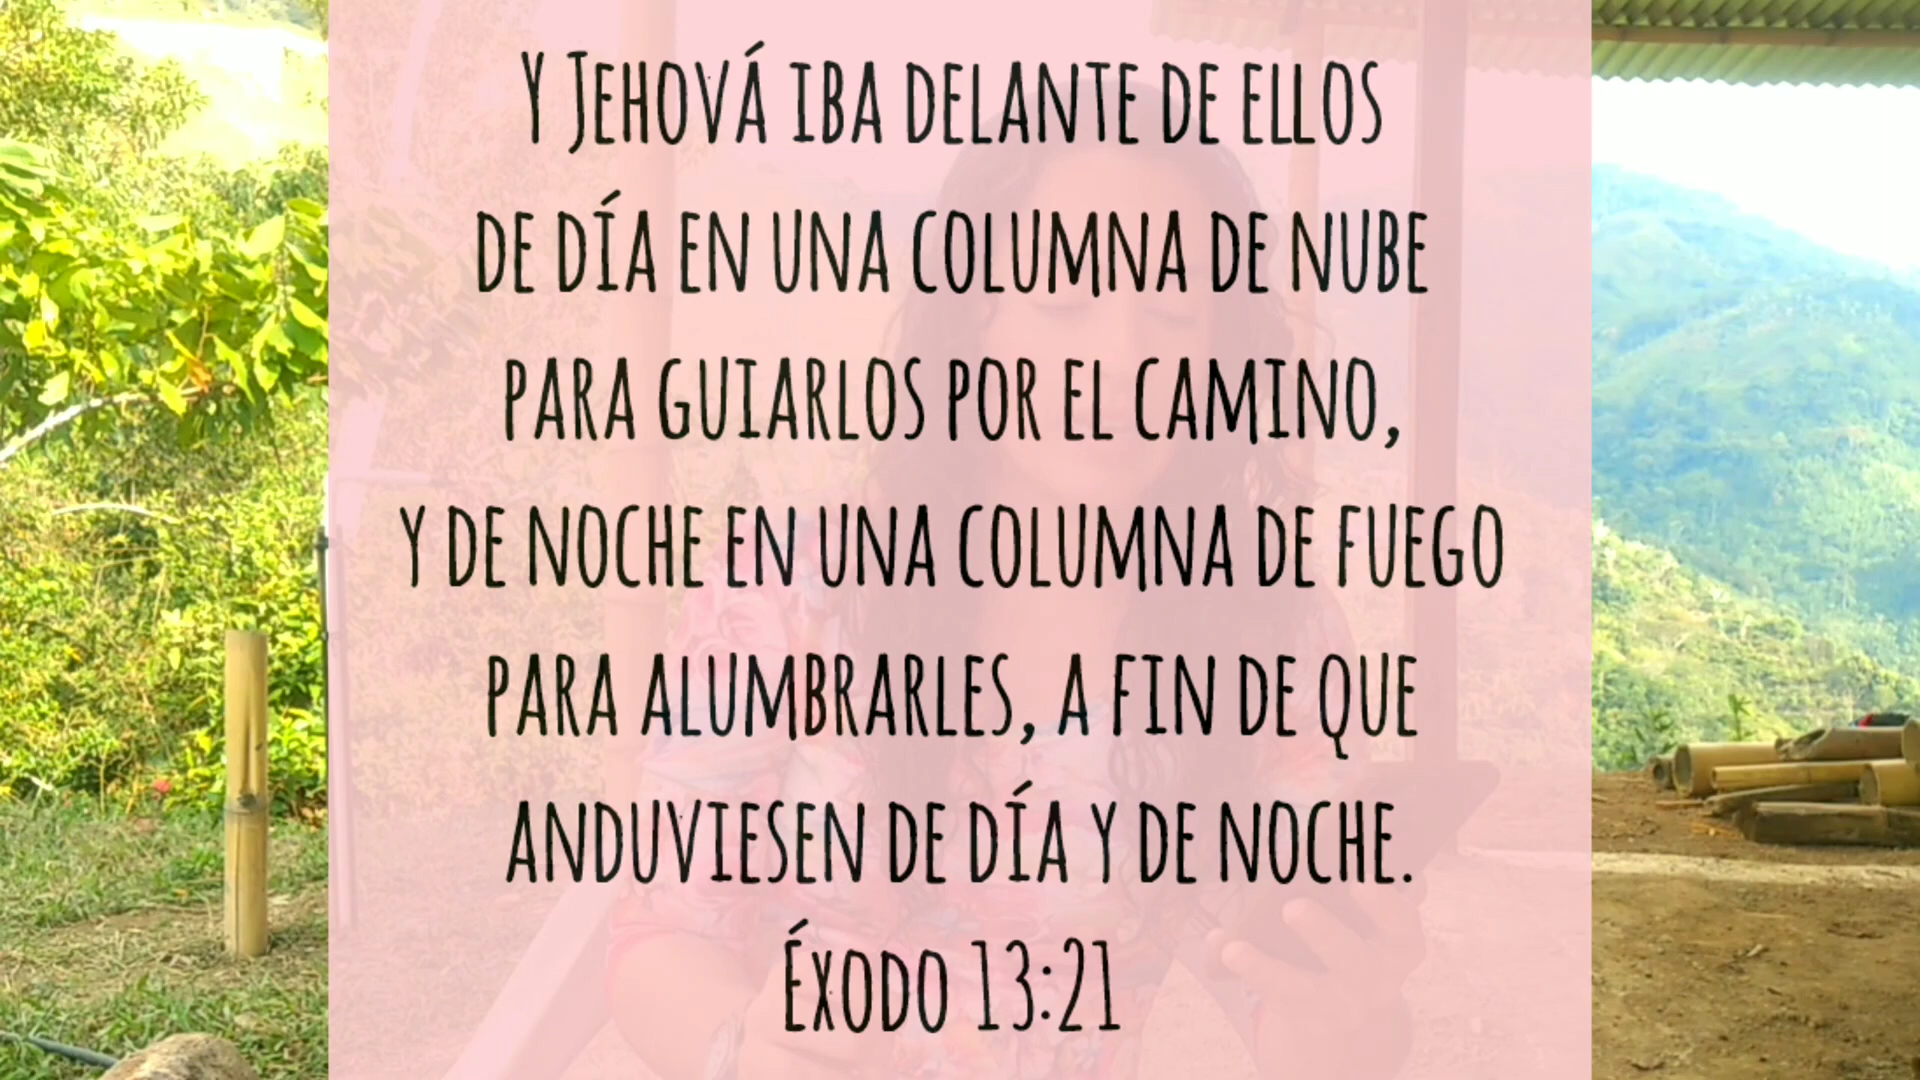 Y JEHOVÁ IBA DELANTE DE ELLOS
DE DÍA EN UNA COLUMNA DE NUBE
PARA GUIARLOS POR EL CAMINO,
Y DE NOCHE EN UNA COLUMNA DE FUEGO
PARA ALUMBRARLES, A FIN DE QUE
ANDUVIESEN DE DÍA Y DE NOCHE.
ÉXODO 13:21